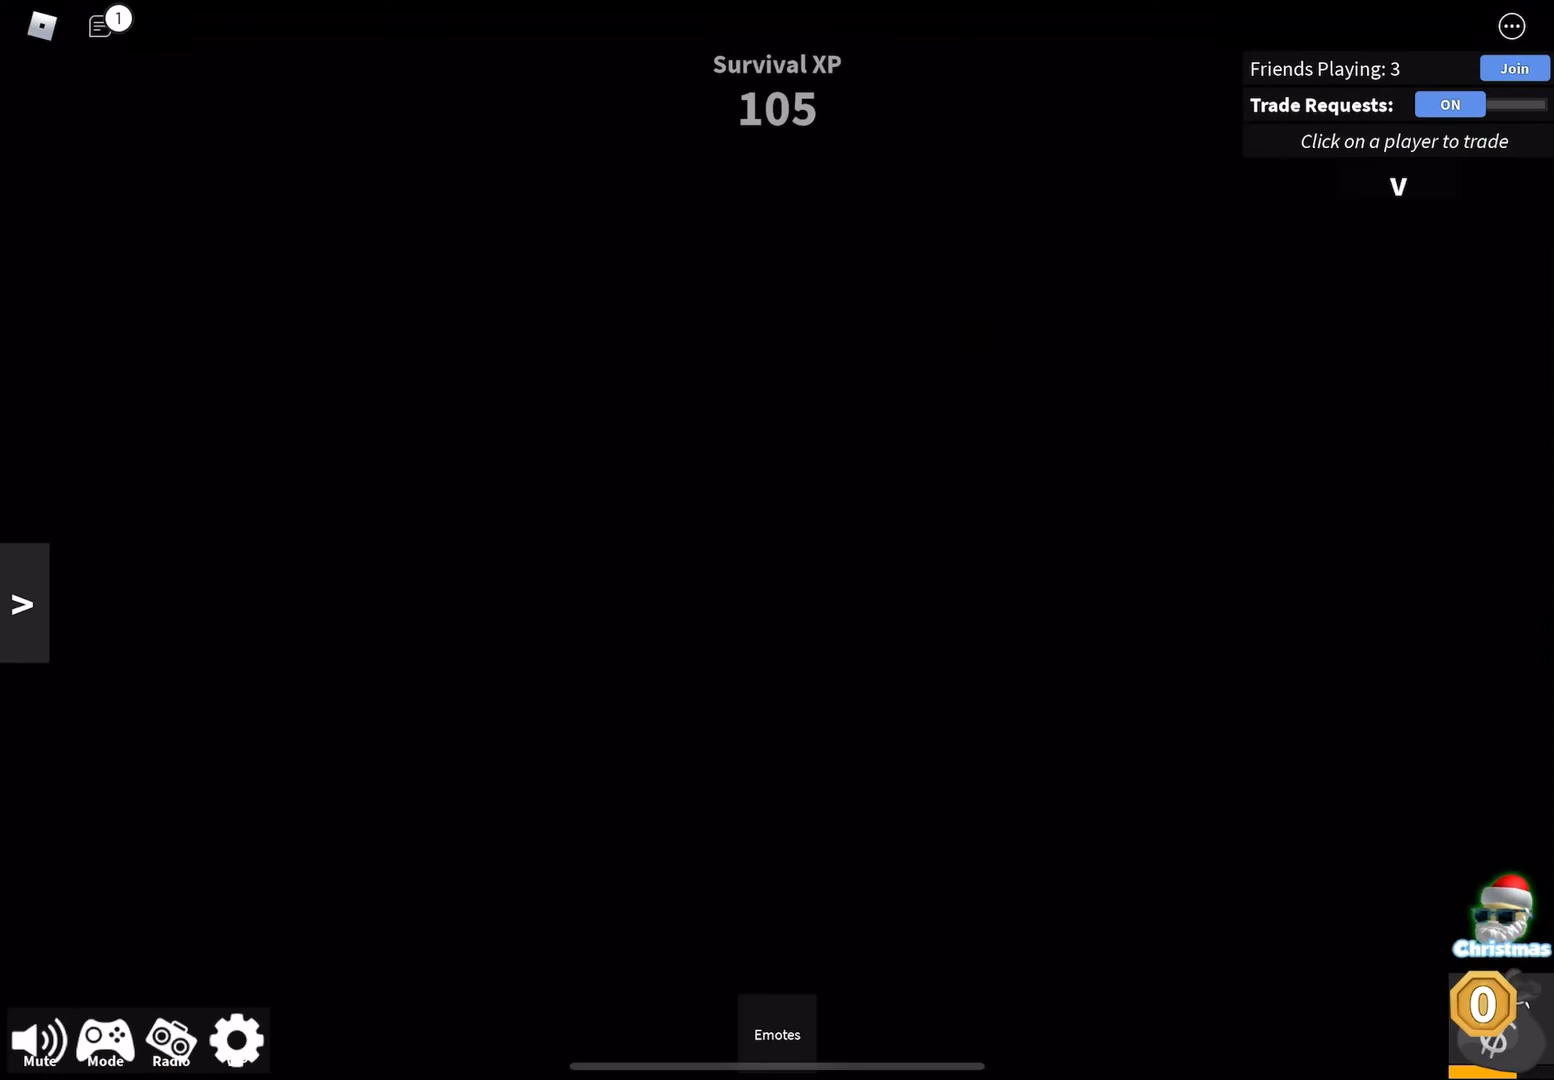 1
Survival XP
105
Friends Playing: 3
Join
Trade Requests:
ON
Click on a player to trade
v
>
Christmas
0
$
Mute
Mode
Radio
Emotes